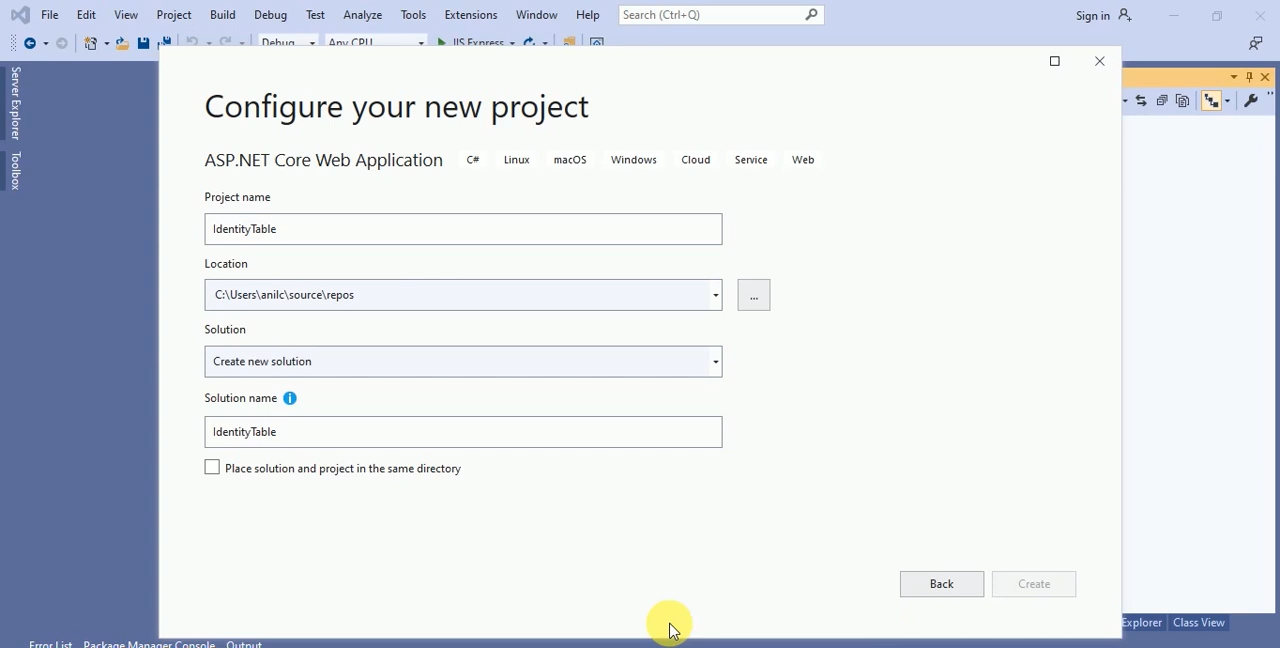 File Edit View Project Build Debug Test Analyze Tools Extensions Window Help Search (Ctrl+Q) Sign in
Debug Any CPU IIS Express
Server Explorer
Toolbox
Configure your new project
ASP.NET Core Web Application C# Linux macOS Windows Cloud Service Web
Project name
IdentityTable
Location
C:\Users\anilc\source\repos
...
Solution
Create new solution
Solution name
IdentityTable
Place solution and project in the same directory
Back Create
Explorer Class View
Error List Package Manager Console Output